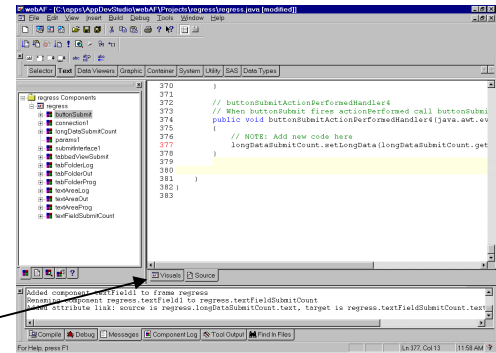 webAF - [C:\apps\AppDevStudio\webAF\Projects\regress\regress.java [modified]]
File Edit View Insert Build Debug Tools Window Help
Selector Text Data Viewers Graphic Container System Utility SAS Data Types
regress Components
regress
buttonSubmit
connection1
longDataSubmitCount
params1
submitInterface1
tabbedViewSubmit
tabFolderLog
tabFolderOut
tabFolderProg
textAreaLog
textAreaOut
textAreaProg
textFieldSubmitCount
370 }
371
372 // buttonSubmitActionPerformedHandler4
373 // When buttonSubmit fires actionPerformed call buttonSubmi
374 public void buttonSubmitActionPerformedHandler4(java.awt.ev
375 {
376 // NOTE: Add new code here
377 longDataSubmitCount.setLongData(longDataSubmitCount.get
378 }
379
380
381 }
382 }
383
Visuals Source
Added component textField1 to frame regress
Renaming component regress.textField1 to regress.textFieldSubmitCount
Added attribute link: source is regress.longDataSubmitCount.text, target is regress.textFieldSubmitCount.text
Compile Debug Messages Component Log Tool Output Find In Files
For Help, press F1 Ln 377, Col 13 11:58 AM